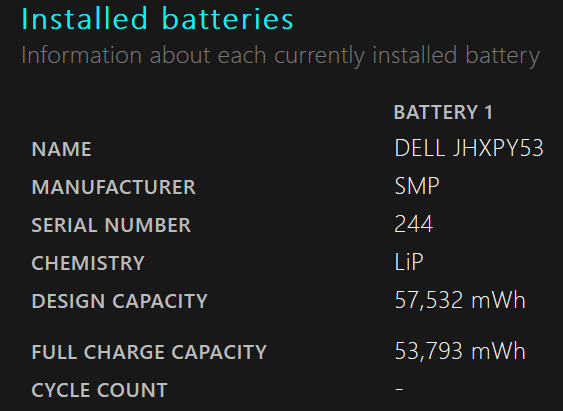 Installed batteries
Information about each currently installed battery
BATTERY 1
NAME DELL JHXPY53
MANUFACTURER SMP
SERIAL NUMBER 244
CHEMISTRY LiP
DESIGN CAPACITY 57,532 mWh
FULL CHARGE CAPACITY 53,793 mWh
CYCLE COUNT -